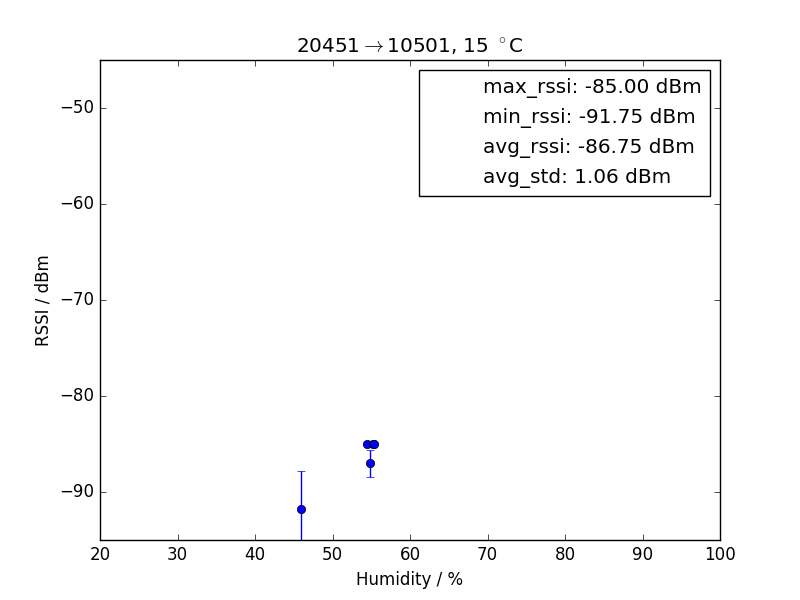 20451→10501, 15 °C
max_rssi: -85.00 dBm
min_rssi: -91.75 dBm
avg_rssi: -86.75 dBm
avg_std: 1.06 dBm
−50
−60
−70
−80
−90
RSSI / dBm
20 30 40 50 60 70 80 90 100
Humidity / %